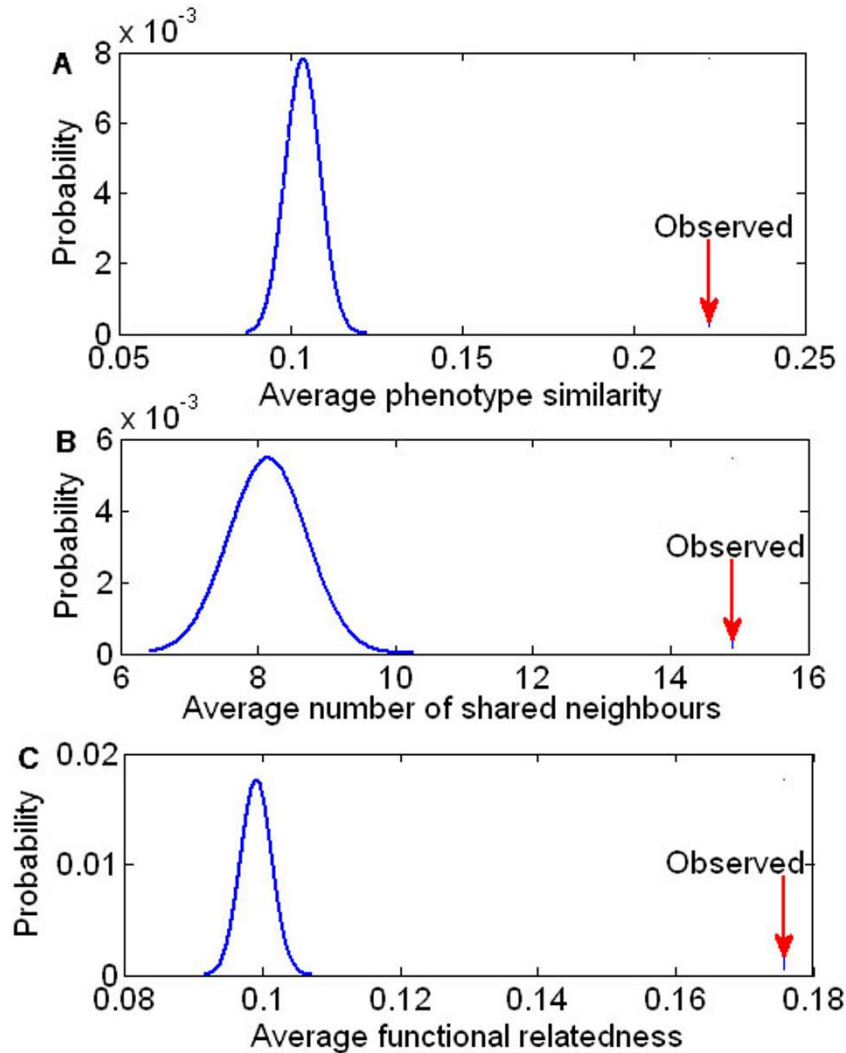 × 10⁻³
A
8
6
4
2
0
Probability
Observed
0.05 0.1 0.15 0.2 0.25
Average phenotype similarity
× 10⁻³
B
6
4
2
0
Probability
Observed
6 8 10 12 14 16
Average number of shared neighbours
C
0.02
0.01
0
Probability
Observed
0.08 0.1 0.12 0.14 0.16 0.18
Average functional relatedness